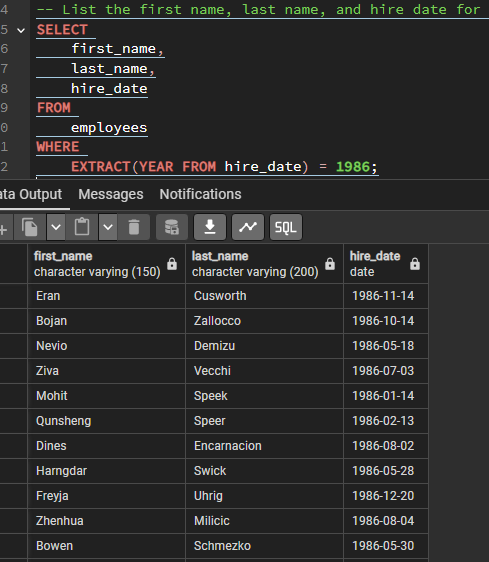 4 -- List the first name, last name, and hire date for
5 SELECT
6 first_name,
7 last_name,
8 hire_date
9 FROM
0 employees
1 WHERE
2 EXTRACT(YEAR FROM hire_date) = 1986;
ata Output Messages Notifications
SQL
first_name last_name hire_date
character varying (150) character varying (200) date
Eran Cusworth 1986-11-14
Bojan Zallocco 1986-10-14
Nevio Demizu 1986-05-18
Ziva Vecchi 1986-07-03
Mohit Speek 1986-01-14
Qunsheng Speer 1986-02-13
Dines Encarnacion 1986-08-02
Harngdar Swick 1986-05-28
Freyja Uhrig 1986-12-20
Zhenhua Milicic 1986-08-04
Bowen Schmezko 1986-05-30